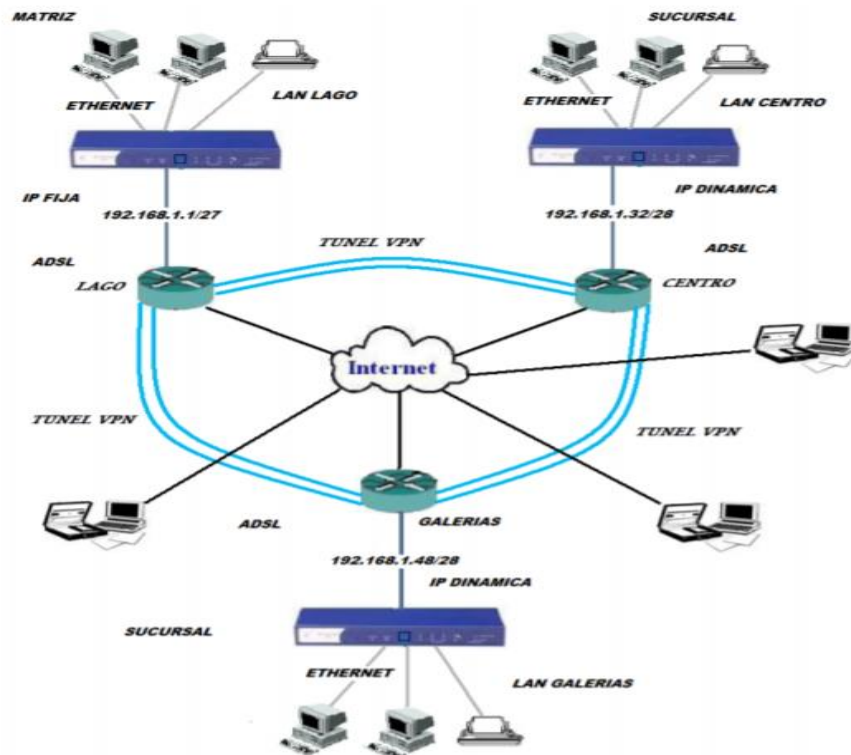 MATRIZ
SUCURSAL
ETHERNET
LAN LAGO
ETHERNET
LAN CENTRO
IP FIJA
192.168.1.1/27
IP DINAMICA
192.168.1.32/28
ADSL
TUNEL VPN
ADSL
LAGO
CENTRO
Internet
TUNEL VPN
TUNEL VPN
ADSL
GALERIAS
192.168.1.48/28
IP DINAMICA
SUCURSAL
ETHERNET
LAN GALERIAS